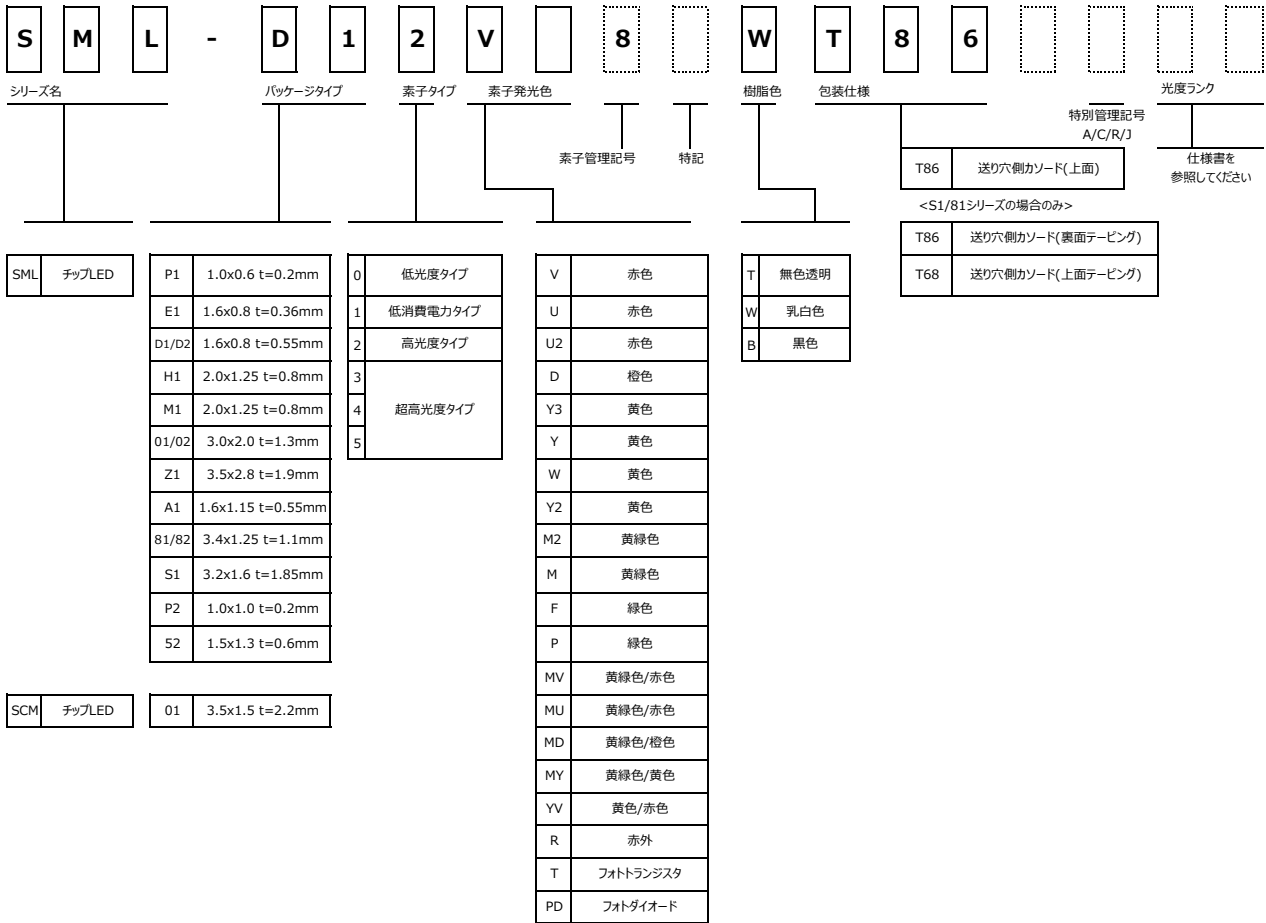 S M L - D 1 2 V 8 W T 8 6
シリーズ名 パッケージタイプ 素子タイプ 素子発光色 樹脂色 包装仕様 光度ランク
特別管理記号
A/C/R/J
素子管理記号 特記
仕様書を
参照してください
T86 送り穴側カソード(上面)
<S1/81シリーズの場合のみ>
T86 送り穴側カソード(裏面テーピング)
T68 送り穴側カソード(上面テーピング)
SML チップLED
P1 1.0x0.6 t=0.2mm
E1 1.6x0.8 t=0.36mm
D1/D2 1.6x0.8 t=0.55mm
H1 2.0x1.25 t=0.8mm
M1 2.0x1.25 t=0.8mm
01/02 3.0x2.0 t=1.3mm
Z1 3.5x2.8 t=1.9mm
A1 1.6x1.15 t=0.55mm
81/82 3.4x1.25 t=1.1mm
S1 3.2x1.6 t=1.85mm
P2 1.0x1.0 t=0.2mm
52 1.5x1.3 t=0.6mm
SCM チップLED
01 3.5x1.5 t=2.2mm
0 低光度タイプ
1 低消費電力タイプ
2 高光度タイプ
3
4 超高光度タイプ
5
V 赤色
U 赤色
U2 赤色
D 橙色
Y3 黄色
Y 黄色
W 黄色
Y2 黄色
M2 黄緑色
M 黄緑色
F 緑色
P 緑色
MV 黄緑色/赤色
MU 黄緑色/赤色
MD 黄緑色/橙色
MY 黄緑色/黄色
YV 黄色/赤色
R 赤外
T フォトトランジスタ
PD フォトダイオード
T 無色透明
W 乳白色
B 黒色